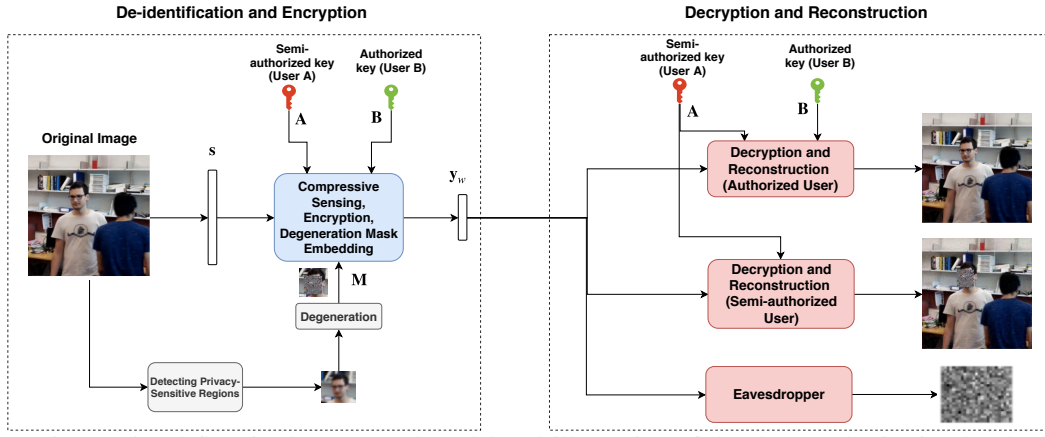 De-identification and Encryption
Semi-
authorized key
(User A)
Authorized
key (User B)
A
B
Original Image
s
Compressive
Sensing,
Encryption,
Degeneration Mask
Embedding
y_w
M
Degeneration
Detecting Privacy-
Sensitive Regions
Decryption and Reconstruction
Semi-
authorized key
(User A)
Authorized
key (User B)
A
B
Decryption and
Reconstruction
(Authorized User)
Decryption and
Reconstruction
(Semi-authorized
User)
Eavesdropper